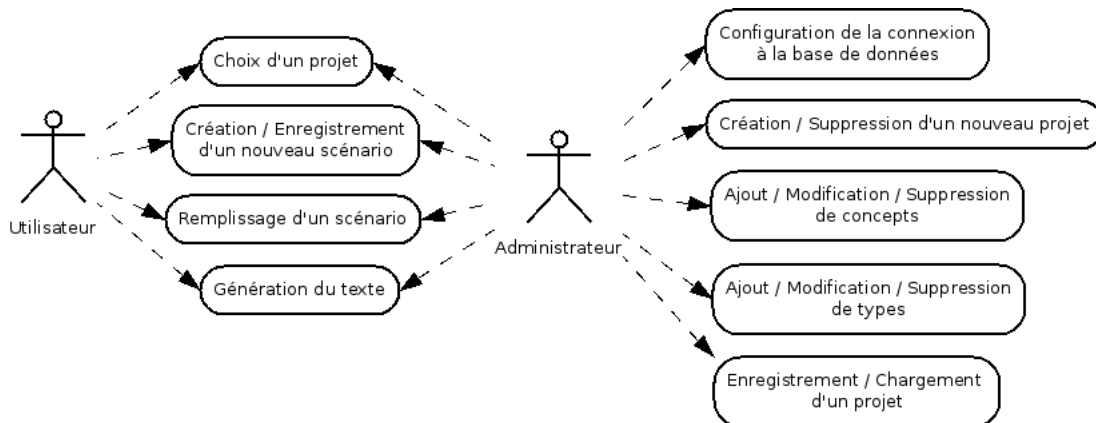 Choix d'un projet
Création / Enregistrement
d'un nouveau scénario
Remplissage d'un scénario
Génération du texte
Utilisateur
Administrateur
Configuration de la connexion
à la base de données
Création / Suppression d'un nouveau projet
Ajout / Modification / Suppression
de concepts
Ajout / Modification / Suppression
de types
Enregistrement / Chargement
d'un projet